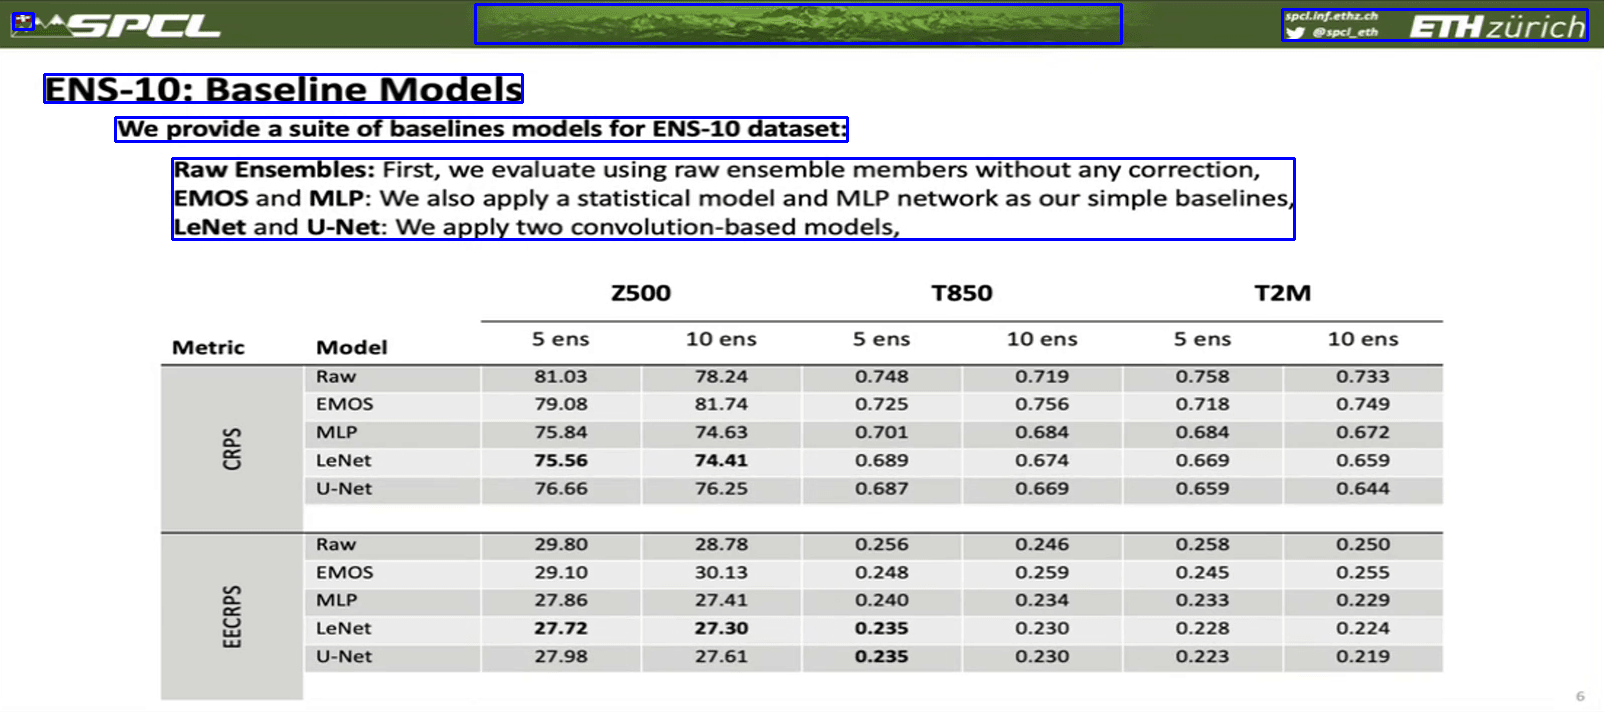 SPCL
spcl.inf.ethz.ch
@spcl_eth
ETH zürich
ENS-10: Baseline Models
We provide a suite of baselines models for ENS-10 dataset:
Raw Ensembles: First, we evaluate using raw ensemble members without any correction,
EMOS and MLP: We also apply a statistical model and MLP network as our simple baselines,
LeNet and U-Net: We apply two convolution-based models,
Z500 T850 T2M
Metric Model 5 ens 10 ens 5 ens 10 ens 5 ens 10 ens
CRPS
Raw 81.03 78.24 0.748 0.719 0.758 0.733
EMOS 79.08 81.74 0.725 0.756 0.718 0.749
MLP 75.84 74.63 0.701 0.684 0.684 0.672
LeNet 75.56 74.41 0.689 0.674 0.669 0.659
U-Net 76.66 76.25 0.687 0.669 0.659 0.644
EECRPS
Raw 29.80 28.78 0.256 0.246 0.258 0.250
EMOS 29.10 30.13 0.248 0.259 0.245 0.255
MLP 27.86 27.41 0.240 0.234 0.233 0.229
LeNet 27.72 27.30 0.235 0.230 0.228 0.224
U-Net 27.98 27.61 0.235 0.230 0.223 0.219
6